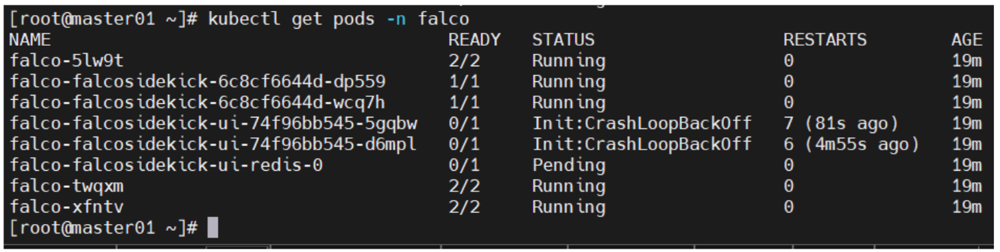 [root@master01 ~]# kubectl get pods -n falco
NAME READY STATUS RESTARTS AGE
falco-5lw9t 2/2 Running 0 19m
falco-falcosidekick-6c8cf6644d-dp559 1/1 Running 0 19m
falco-falcosidekick-6c8cf6644d-wcq7h 1/1 Running 0 19m
falco-falcosidekick-ui-74f96bb545-5gqbw 0/1 Init:CrashLoopBackOff 7 (81s ago) 19m
falco-falcosidekick-ui-74f96bb545-d6mpl 0/1 Init:CrashLoopBackOff 6 (4m55s ago) 19m
falco-falcosidekick-ui-redis-0 0/1 Pending 0 19m
falco-twqxm 2/2 Running 0 19m
falco-xfntv 2/2 Running 0 19m
[root@master01 ~]#